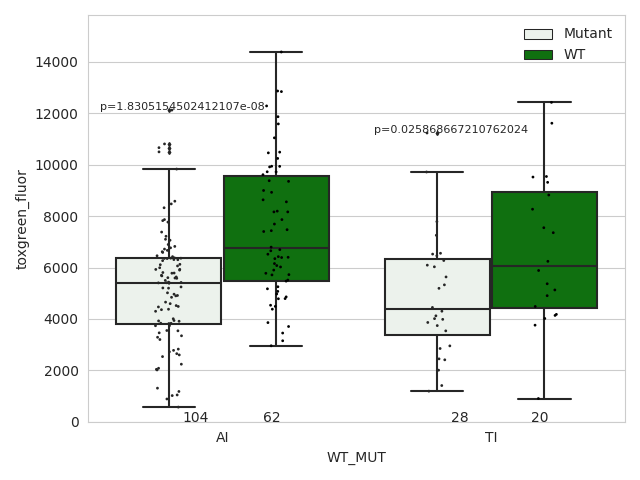 Mutant
WT
14000
12000
10000
8000
6000
4000
2000
0
toxgreen_fluor
p=1.8305154502412107e-08
p=0.025868667210762024
104
62
28
20
AI
TI
WT_MUT